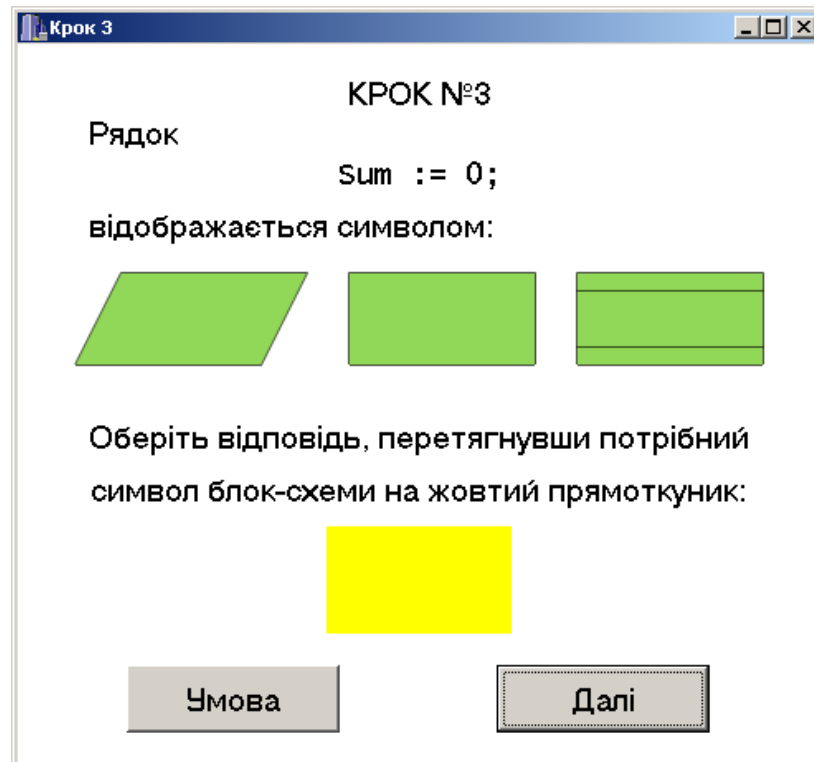 Крок 3
КРОК №3
Рядок
Sum := 0;
відображається символом:
Оберіть відповідь, перетягнувши потрібний
символ блок-схеми на жовтий прямоткуник:
Умова
Далі